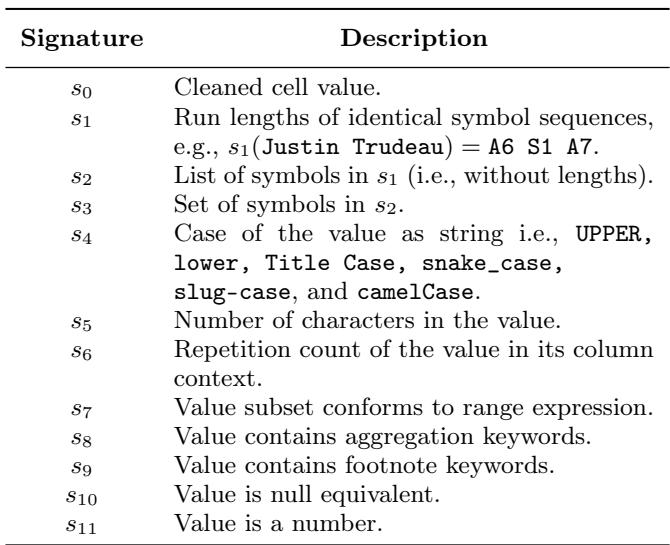 Signature Description
s0 Cleaned cell value.
s1 Run lengths of identical symbol sequences,
e.g., s1(Justin Trudeau) = A6 S1 A7.
s2 List of symbols in s1 (i.e., without lengths).
s3 Set of symbols in s2.
s4 Case of the value as string i.e., UPPER,
lower, Title Case, snake_case,
slug-case, and camelCase.
s5 Number of characters in the value.
s6 Repetition count of the value in its column
context.
s7 Value subset conforms to range expression.
s8 Value contains aggregation keywords.
s9 Value contains footnote keywords.
s10 Value is null equivalent.
s11 Value is a number.